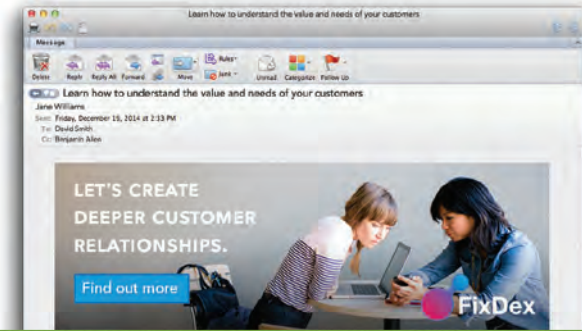 Learn how to understand the value and needs of your customers
Message
Delete Reply Reply All Forward Move Rules Junk Unread Categorize Follow Up
Learn how to understand the value and needs of your customers
Jane Williams
Sent: Friday, December 15, 2014 at 2:33 PM
To: David Smith
Cc: Benjamin Allen
LET'S CREATE
DEEPER CUSTOMER
RELATIONSHIPS.
Find out more
FixDex